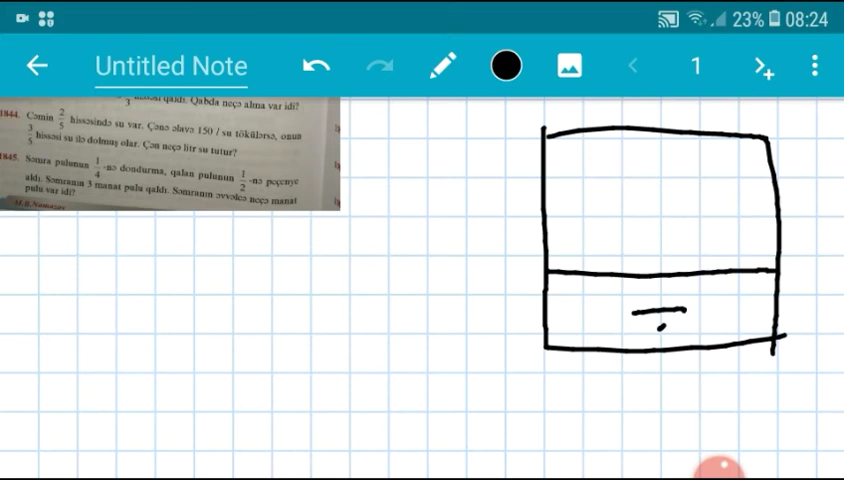 23% 08:24
Untitled Note
1
3 qaldı. Qabda neçə alma var idi?
1844. Çənin 2/5 hissəsində su var. Çənə əlavə 150 l su tökülərsə, onun
3/5 hissəsi su ilə dolmuş olar. Çən neçə litr su tutur?
1845. Səmra pulunun 1/4 -nə dondurma, qalan pulunun 1/2 -nə peçenye
aldı. Səmranın 3 manat pulu qaldı. Səmranın əvvəlcə neçə manat
pulu var idi?